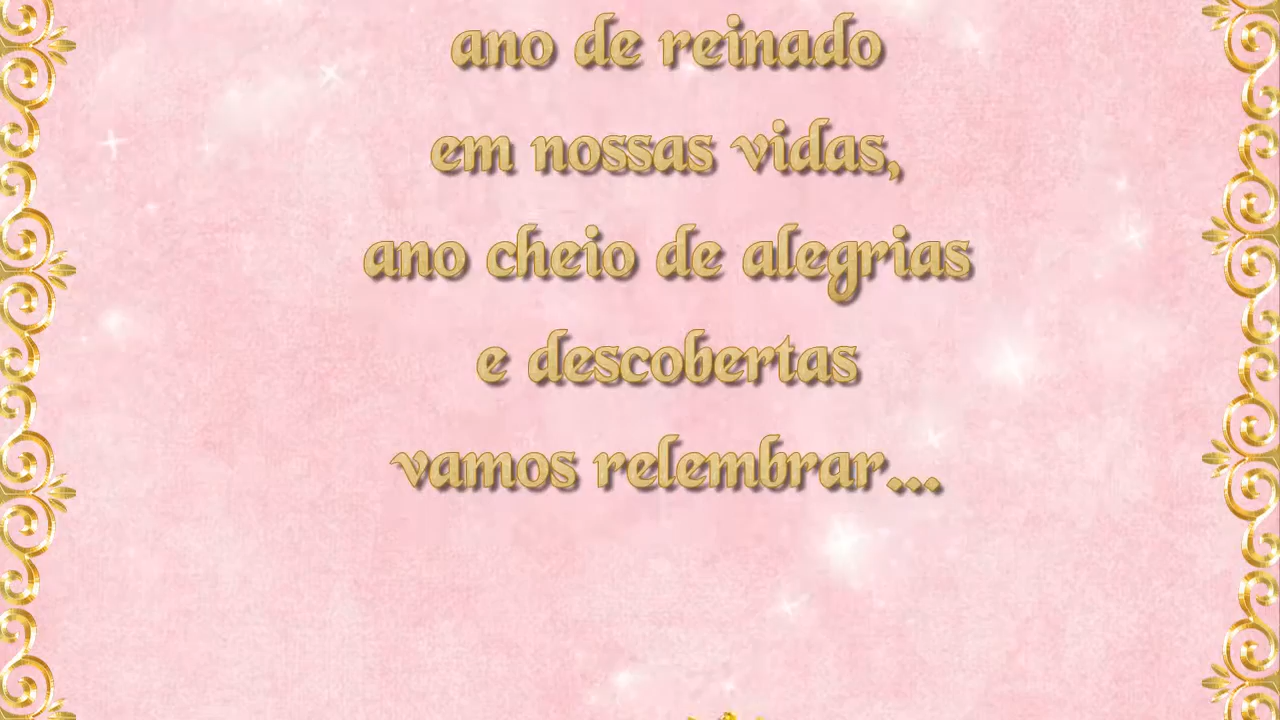 ano de reinado
em nossas vidas,
ano cheio de alegrias
e descobertas
vamos relembrar...